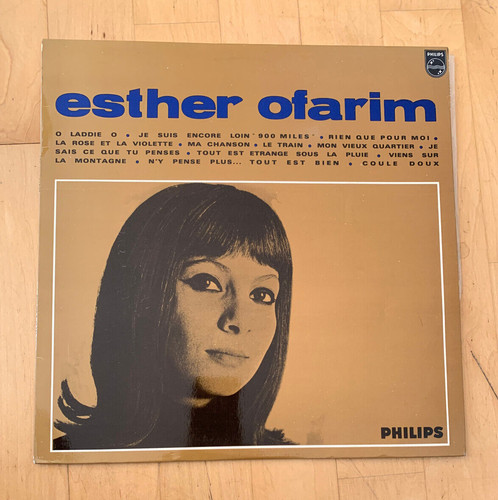 PHILIPS
esther ofarim
O LADDIE O • JE SUIS ENCORE LOIN "900 MILES" • RIEN QUE POUR MOI •
LA ROSE ET LA VIOLETTE • MA CHANSON • LE TRAIN • MON VIEUX QUARTIER • JE
SAIS CE QUE TU PENSES • TOUT EST ETRANGE SOUS LA PLUIE • VIENS SUR
LA MONTAGNE • N'Y PENSE PLUS... TOUT EST BIEN • COULE DOUX
PHILIPS